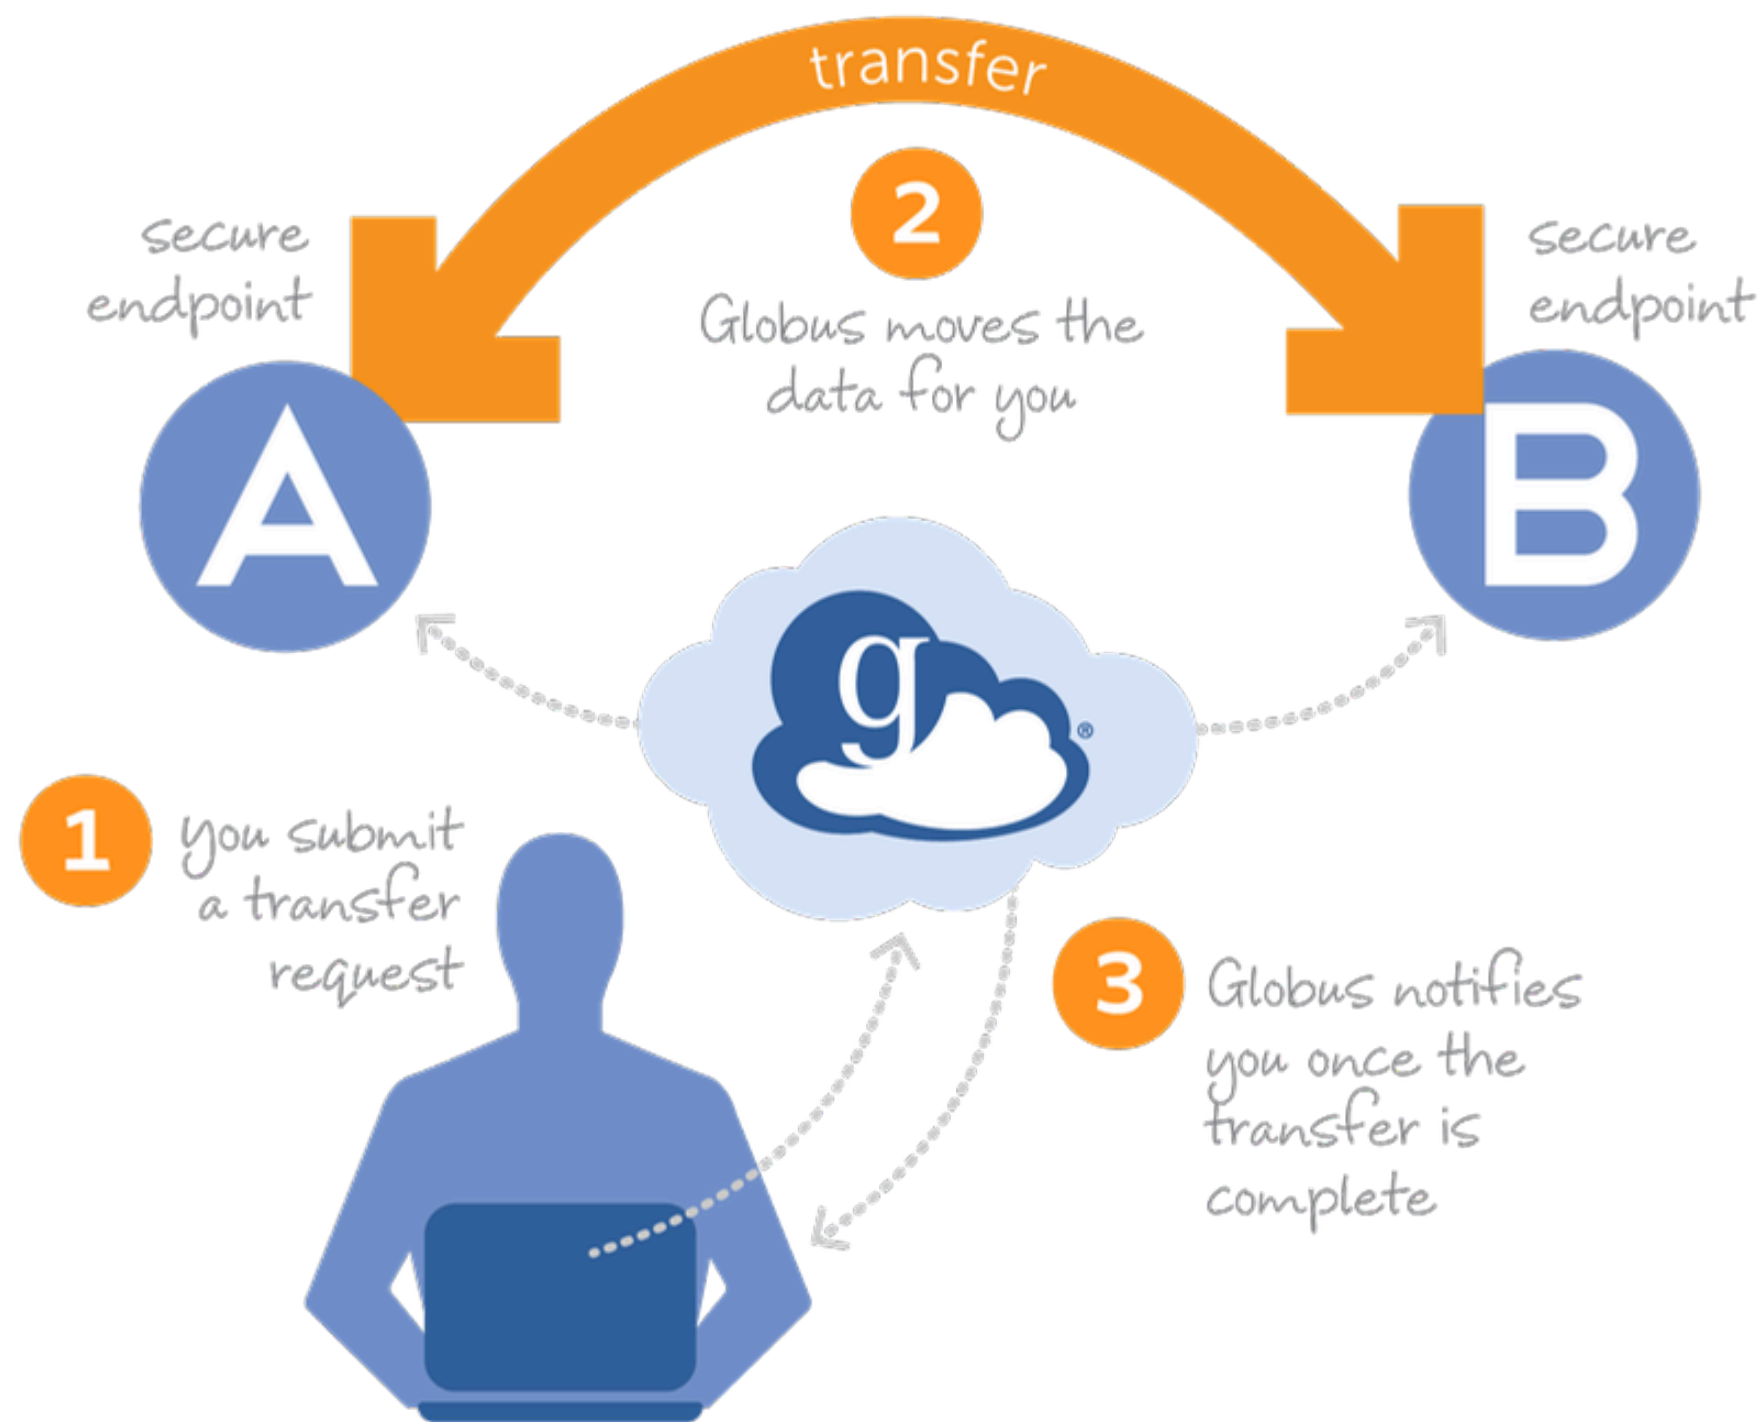 transfer
2
Globus moves the
data for you
secure
endpoint
A
secure
endpoint
B
g
®
1
you submit
a transfer
request
3
Globus notifies
you once the
transfer is
complete